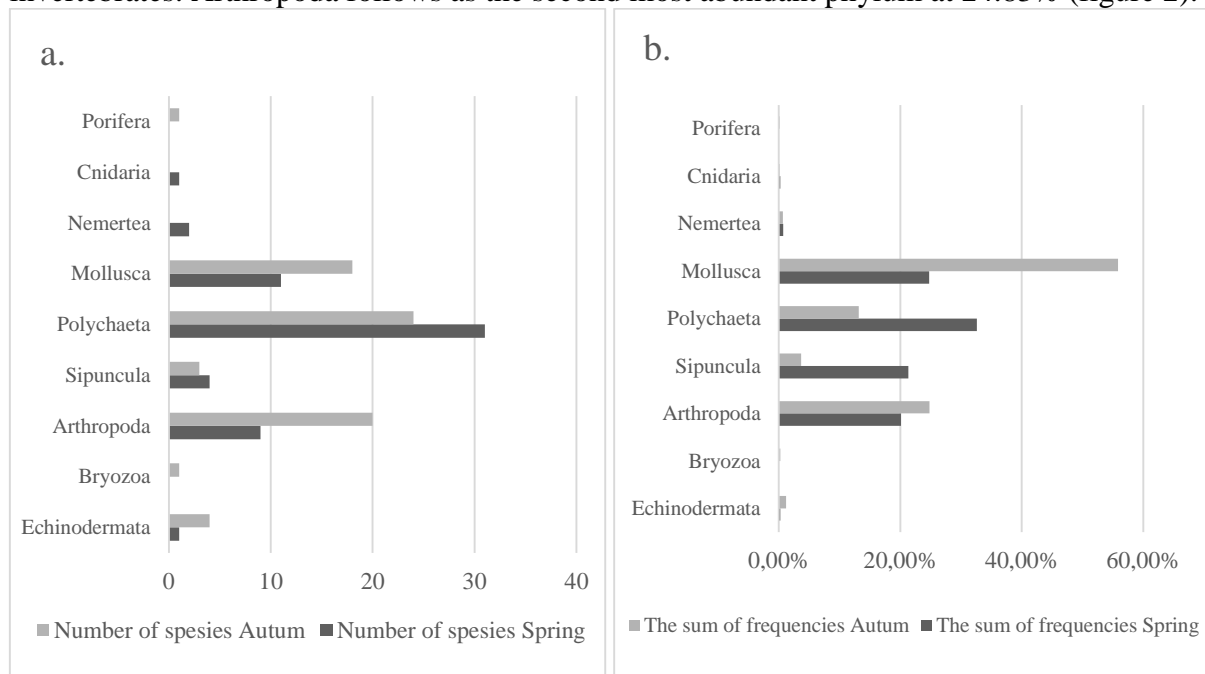 invertebrates. Arthropoda follows as the second most abundant phylum at 24.83% (figure 2).
a.
Porifera
Cnidaria
Nemertea
Mollusca
Polychaeta
Sipuncula
Arthropoda
Bryozoa
Echinodermata
0 10 20 30 40
Number of spesies Autum Number of spesies Spring
b.
Porifera
Cnidaria
Nemertea
Mollusca
Polychaeta
Sipuncula
Arthropoda
Bryozoa
Echinodermata
0,00% 20,00% 40,00% 60,00%
The sum of frequencies Autum The sum of frequencies Spring